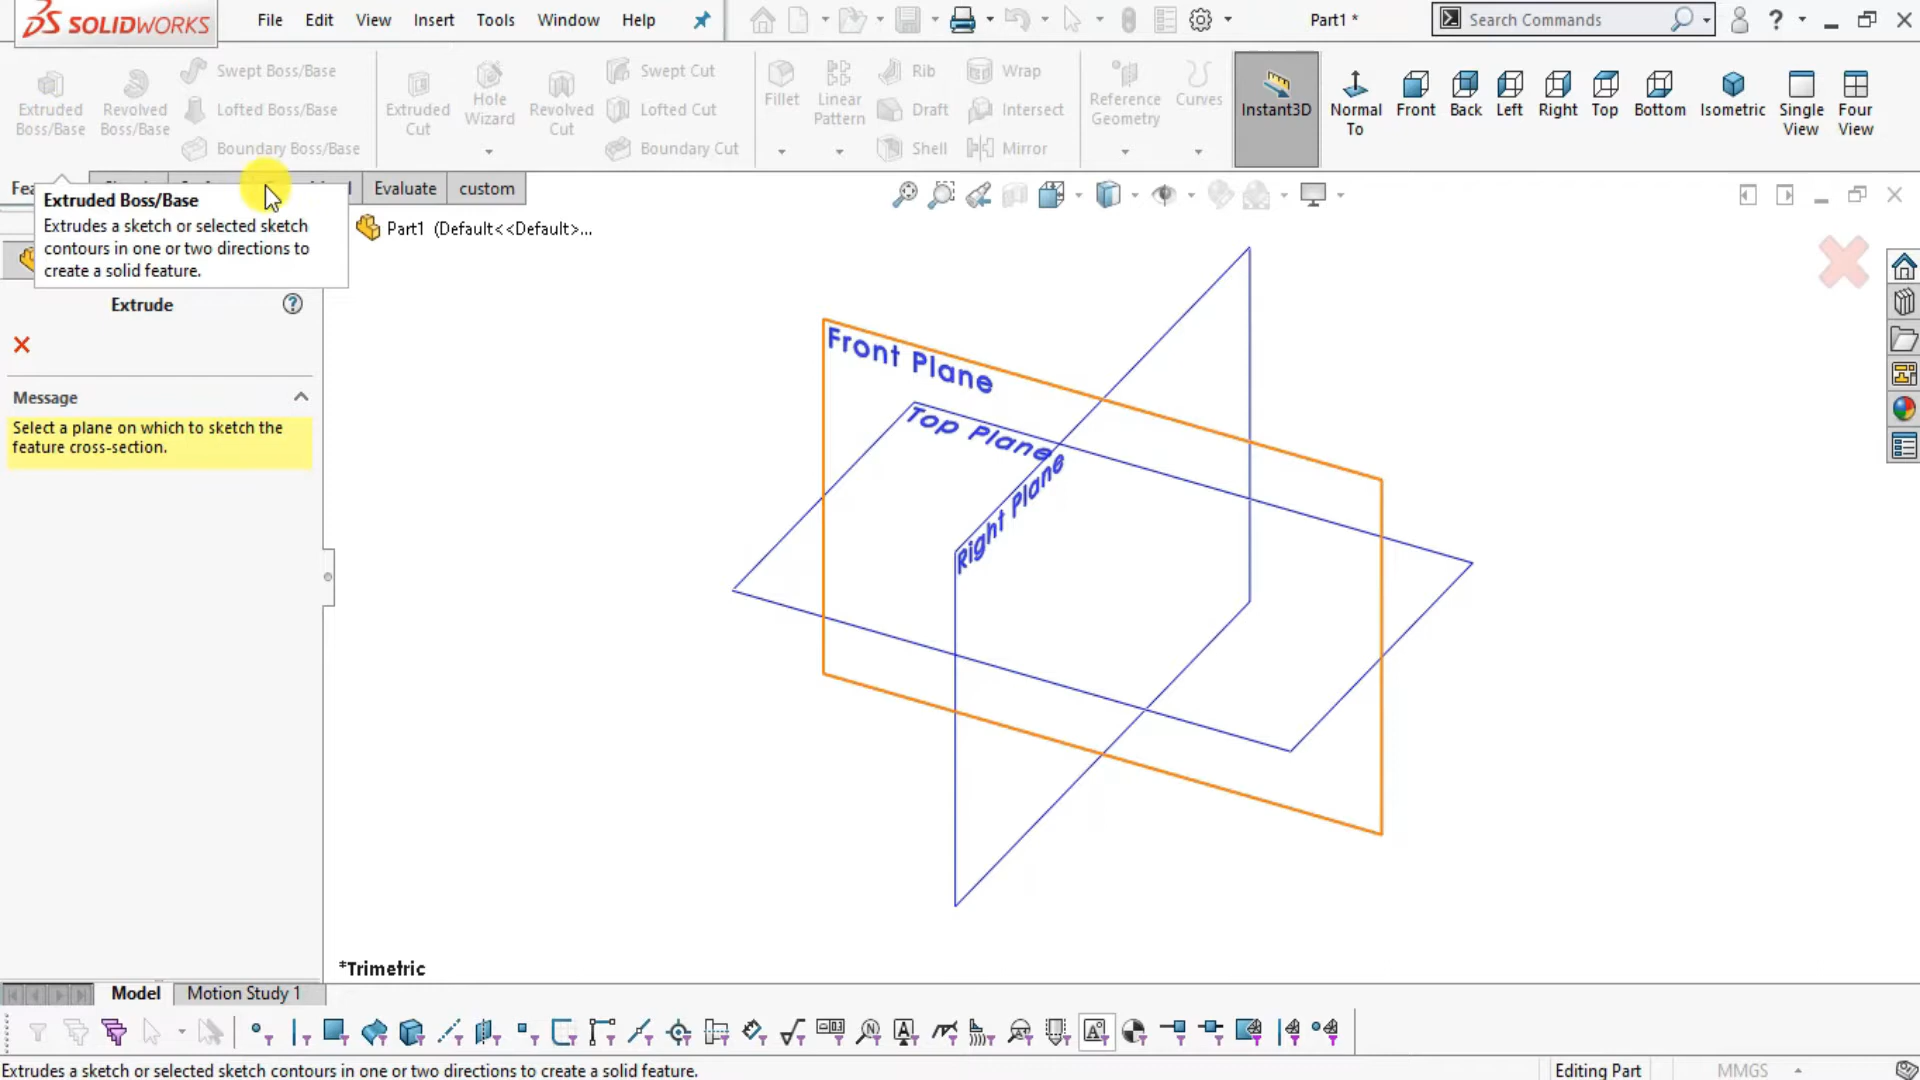 SOLIDWORKS
File Edit View Insert Tools Window Help
Part1 *
Search Commands
?
Extruded Boss/Base
Revolved Boss/Base
Swept Boss/Base
Lofted Boss/Base
Boundary Boss/Base
Extruded Cut
Hole Wizard
Revolved Cut
Swept Cut
Lofted Cut
Boundary Cut
Fillet
Linear Pattern
Rib
Draft
Shell
Wrap
Intersect
Mirror
Reference Geometry
Curves
Instant3D
Normal To
Front
Back
Left
Right
Top
Bottom
Isometric
Single View
Four View
Evaluate
custom
Extruded Boss/Base
Extrudes a sketch or selected sketch
contours in one or two directions to
create a solid feature.
Part1 (Default<<Default>...
Extrude
?
Message
Select a plane on which to sketch the
feature cross-section.
Front Plane
Top Plane
Right Plane
*Trimetric
Model
Motion Study 1
Extrudes a sketch or selected sketch contours in one or two directions to create a solid feature.
Editing Part
MMGS